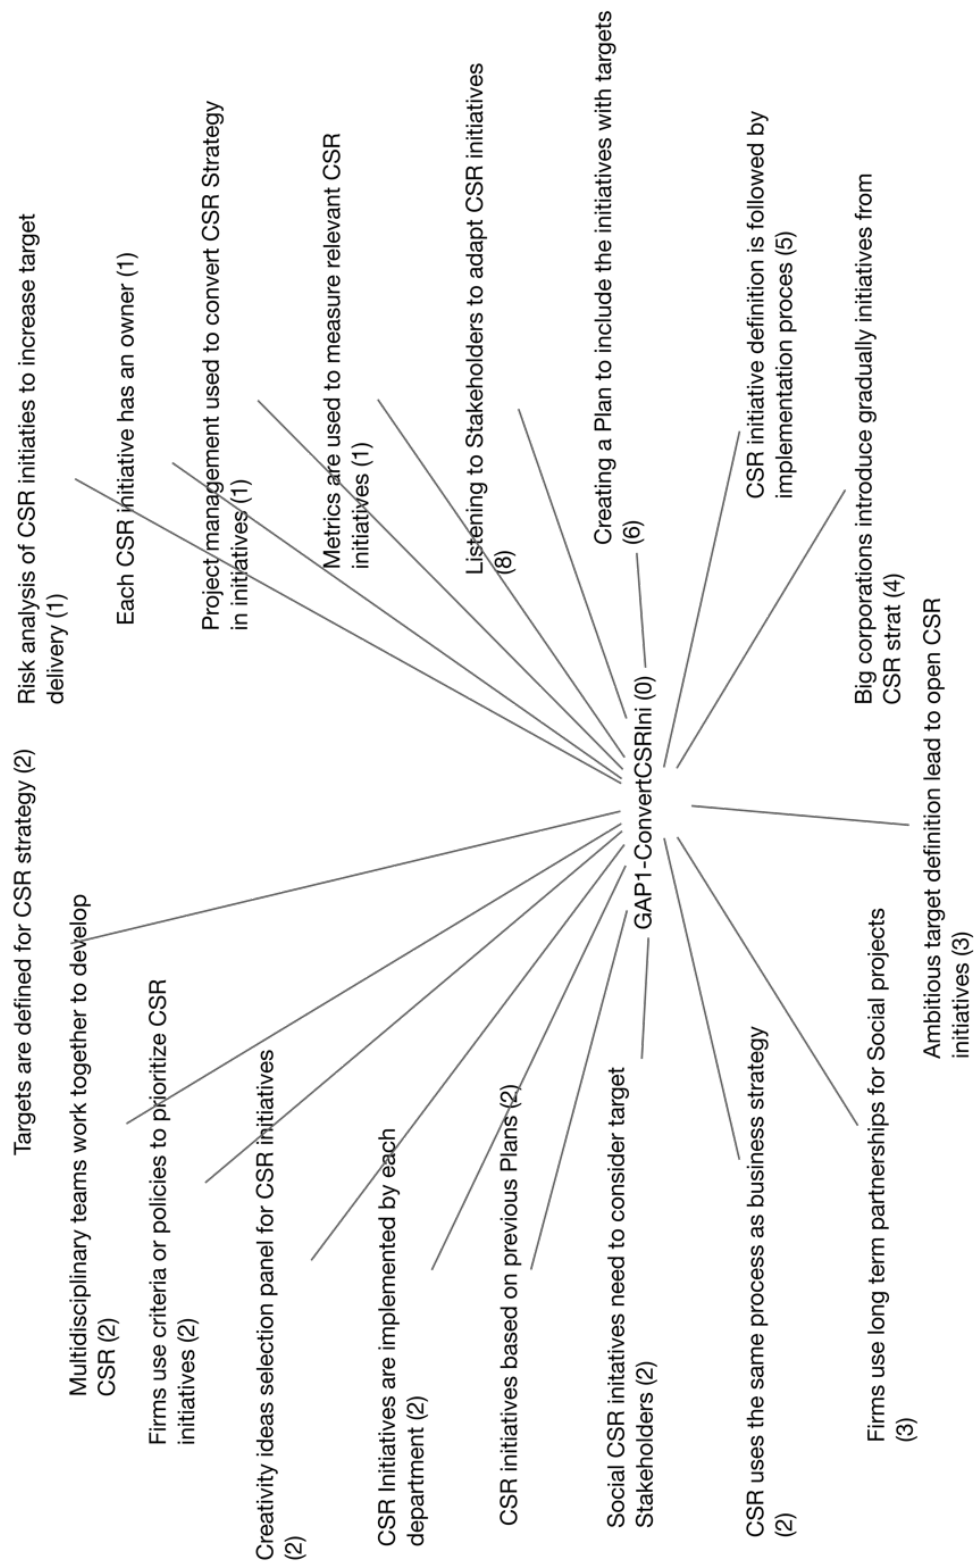 Risk analysis of CSR initiaties to increase target
delivery (1)
Each CSR initiative has an owner (1)
Project management used to convert CSR Strategy
in initiatives (1)
Metrics are used to measure relevant CSR
initiatives (1)
Listening to Stakeholders to adapt CSR initiatives
(8)
Creating a Plan to include the initiatives with targets
(6)
CSR initiative definition is followed by
implementation proces (5)
Big corporations introduce gradually initiatives from
CSR strat (4)
Targets are defined for CSR strategy (2)
Multidisciplinary teams work together to develop
CSR (2)
Firms use criteria or policies to prioritize CSR
initiatives (2)
Creativity ideas selection panel for CSR initiatives
(2)
CSR Initiatives are implemented by each
department (2)
CSR initiatives based on previous Plans (2)
Social CSR initatives need to consider target
Stakeholders (2)
GAP1-ConvertCSRIni (0)
CSR uses the same process as business strategy
(2)
Firms use long term partnerships for Social projects
(3)
Ambitious target definition lead to open CSR
initiatives (3)